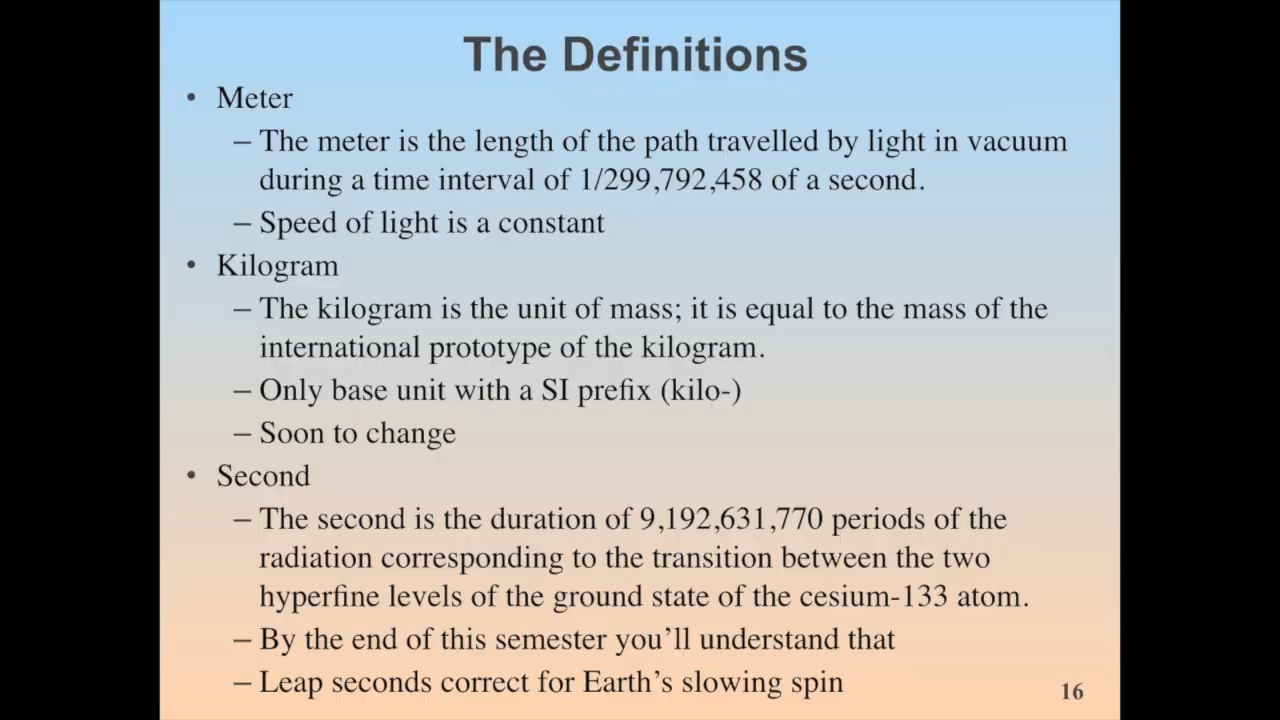 The Definitions
• Meter
– The meter is the length of the path travelled by light in vacuum
during a time interval of 1/299,792,458 of a second.
– Speed of light is a constant
• Kilogram
– The kilogram is the unit of mass; it is equal to the mass of the
international prototype of the kilogram.
– Only base unit with a SI prefix (kilo-)
– Soon to change
• Second
– The second is the duration of 9,192,631,770 periods of the
radiation corresponding to the transition between the two
hyperfine levels of the ground state of the cesium-133 atom.
– By the end of this semester you’ll understand that
– Leap seconds correct for Earth’s slowing spin
16